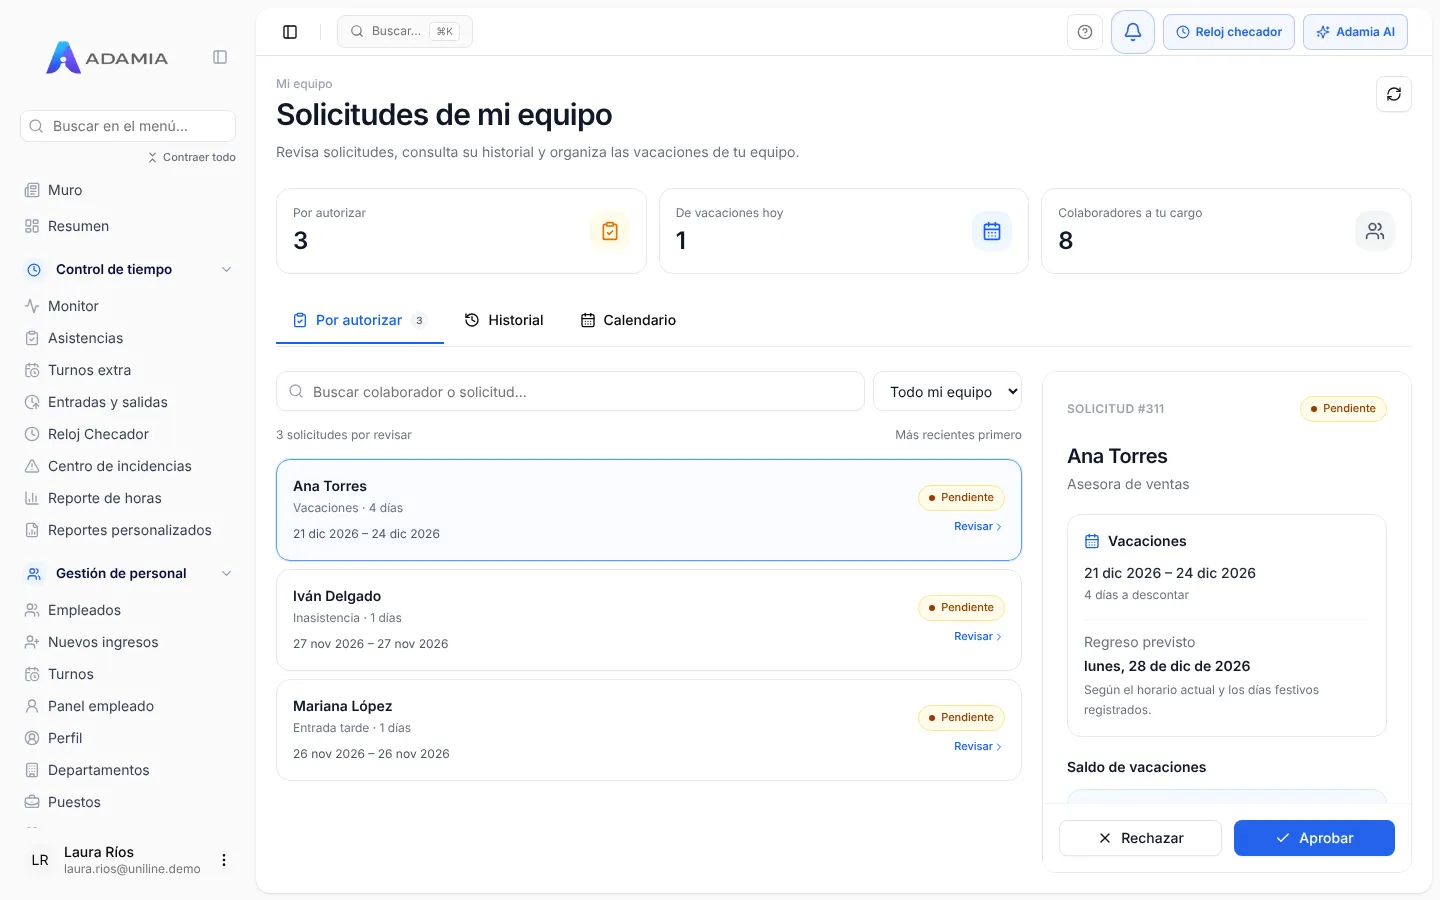 ADAMIA
Buscar en el menú...
Contraer todo
Muro
Resumen
Control de tiempo
Monitor
Asistencias
Turnos extra
Entradas y salidas
Reloj Checador
Centro de incidencias
Reporte de horas
Reportes personalizados
Gestión de personal
Empleados
Nuevos ingresos
Turnos
Panel empleado
Perfil
Departamentos
Puestos
LR
Laura Ríos
laura.rios@uniline.demo
Buscar... ⌘K
Reloj checador
Adamia AI
Mi equipo
Solicitudes de mi equipo
Revisa solicitudes, consulta su historial y organiza las vacaciones de tu equipo.
Por autorizar
3
De vacaciones hoy
1
Colaboradores a tu cargo
8
Por autorizar 3
Historial
Calendario
Buscar colaborador o solicitud...
Todo mi equipo
3 solicitudes por revisar
Más recientes primero
Ana Torres
Vacaciones · 4 días
21 dic 2026 – 24 dic 2026
Pendiente
Revisar
Iván Delgado
Inasistencia · 1 días
27 nov 2026 – 27 nov 2026
Pendiente
Revisar
Mariana López
Entrada tarde · 1 días
26 nov 2026 – 26 nov 2026
Pendiente
Revisar
SOLICITUD #311
Pendiente
Ana Torres
Asesora de ventas
Vacaciones
21 dic 2026 – 24 dic 2026
4 días a descontar
Regreso previsto
lunes, 28 de dic de 2026
Según el horario actual y los días festivos
registrados.
Saldo de vacaciones
Rechazar
Aprobar